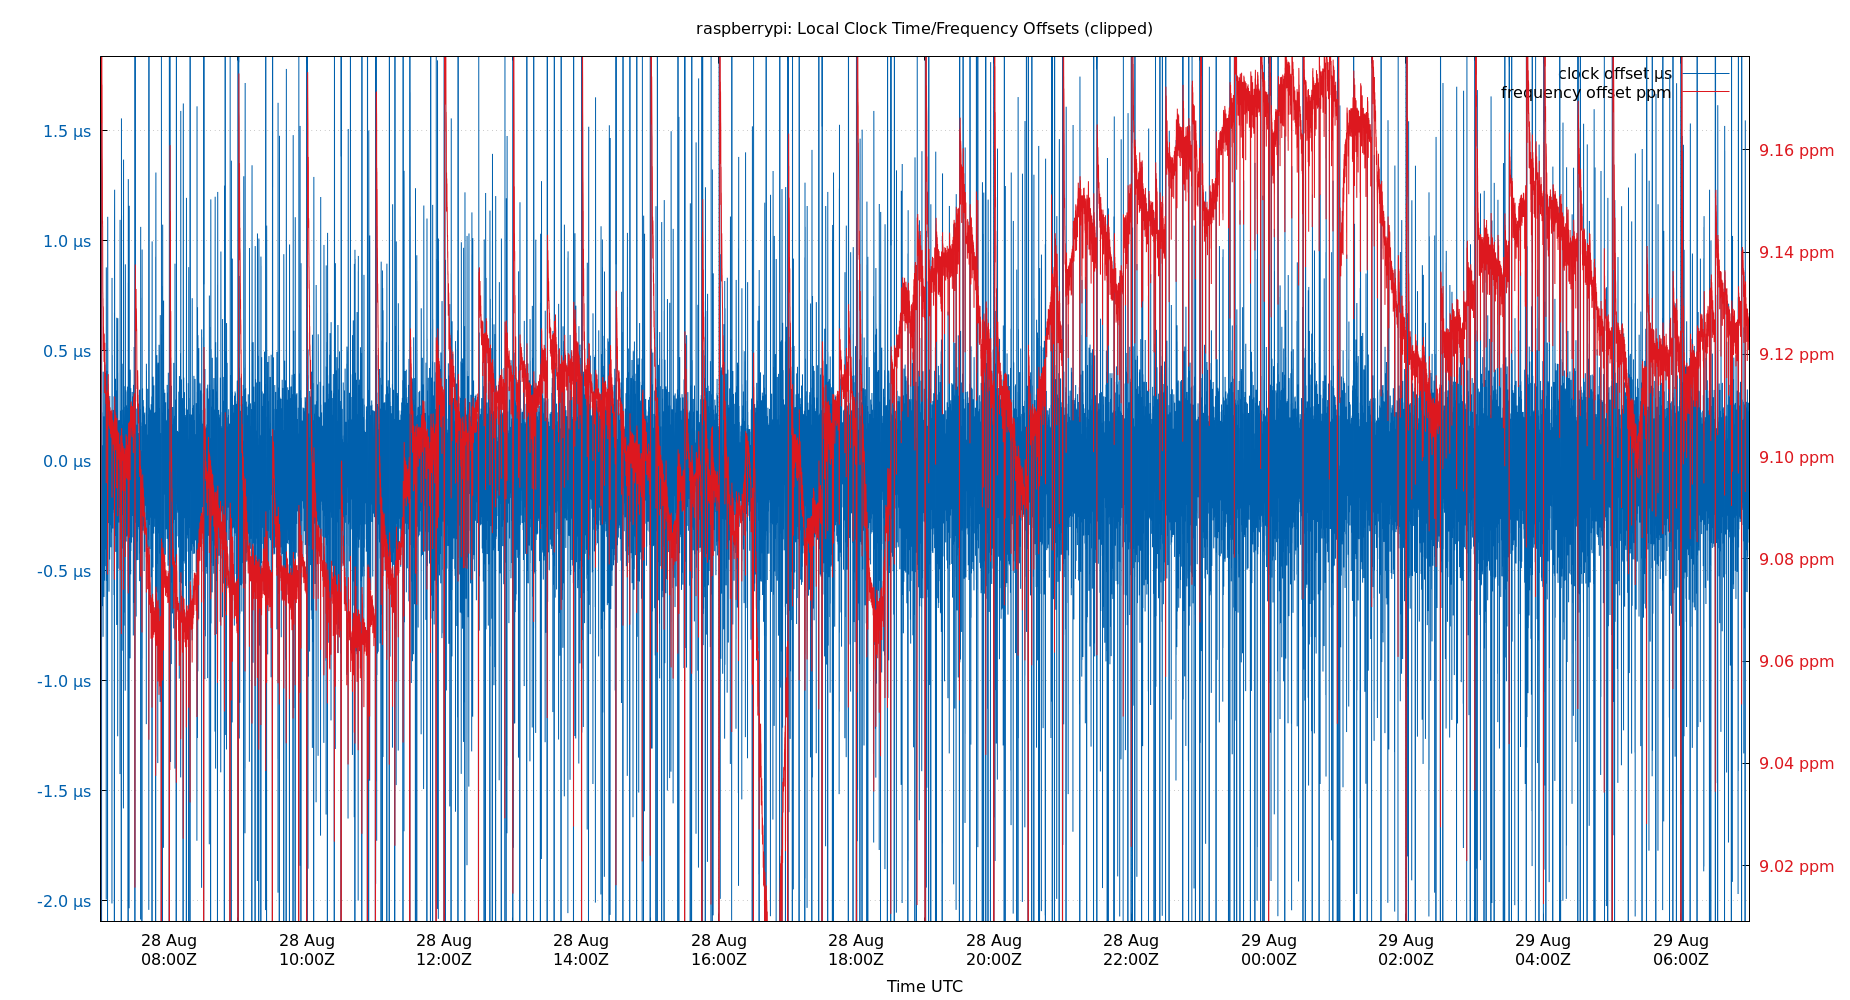 raspberrypi: Local Clock Time/Frequency Offsets (clipped)
clock offset µs
frequency offset ppm
1.5 µs
1.0 µs
0.5 µs
0.0 µs
-0.5 µs
-1.0 µs
-1.5 µs
-2.0 µs
9.16 ppm
9.14 ppm
9.12 ppm
9.10 ppm
9.08 ppm
9.06 ppm
9.04 ppm
9.02 ppm
28 Aug 28 Aug 28 Aug 28 Aug 28 Aug 28 Aug 28 Aug 28 Aug 29 Aug 29 Aug 29 Aug 29 Aug
08:00Z 10:00Z 12:00Z 14:00Z 16:00Z 18:00Z 20:00Z 22:00Z 00:00Z 02:00Z 04:00Z 06:00Z
Time UTC